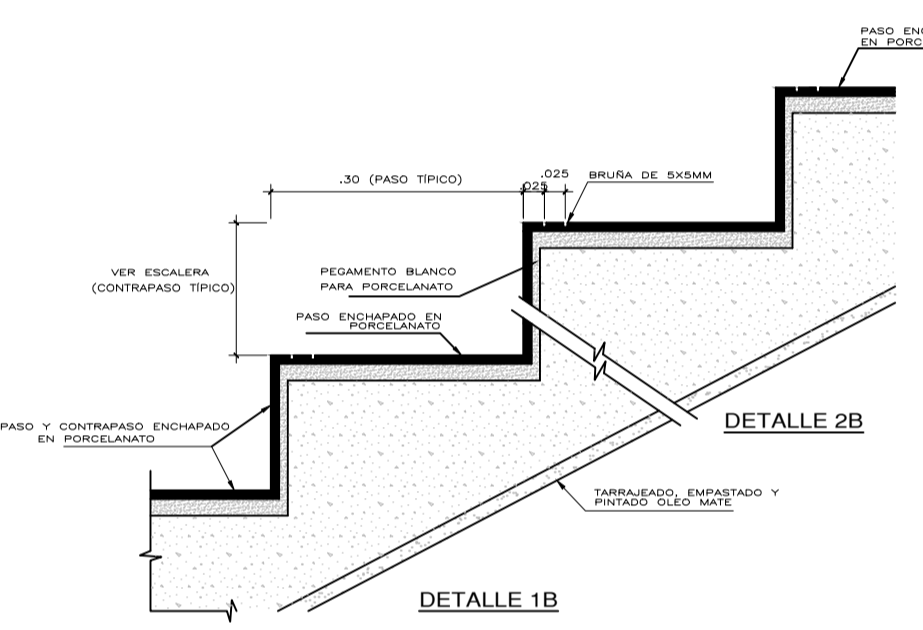 PASO EN
EN PORC
.025
.30 (PASO TÍPICO)
BRUÑA DE 5X5MM
.025
VER ESCALERA
(CONTRAPASO TÍPICO)
PEGAMENTO BLANCO
PARA PORCELANATO
PASO ENCHAPADO EN
PORCELANATO
PASO Y CONTRAPASO ENCHAPADO
EN PORCELANATO
DETALLE 2B
TARRAJEADO, EMPASTADO Y
PINTADO OLEO MATE
DETALLE 1B